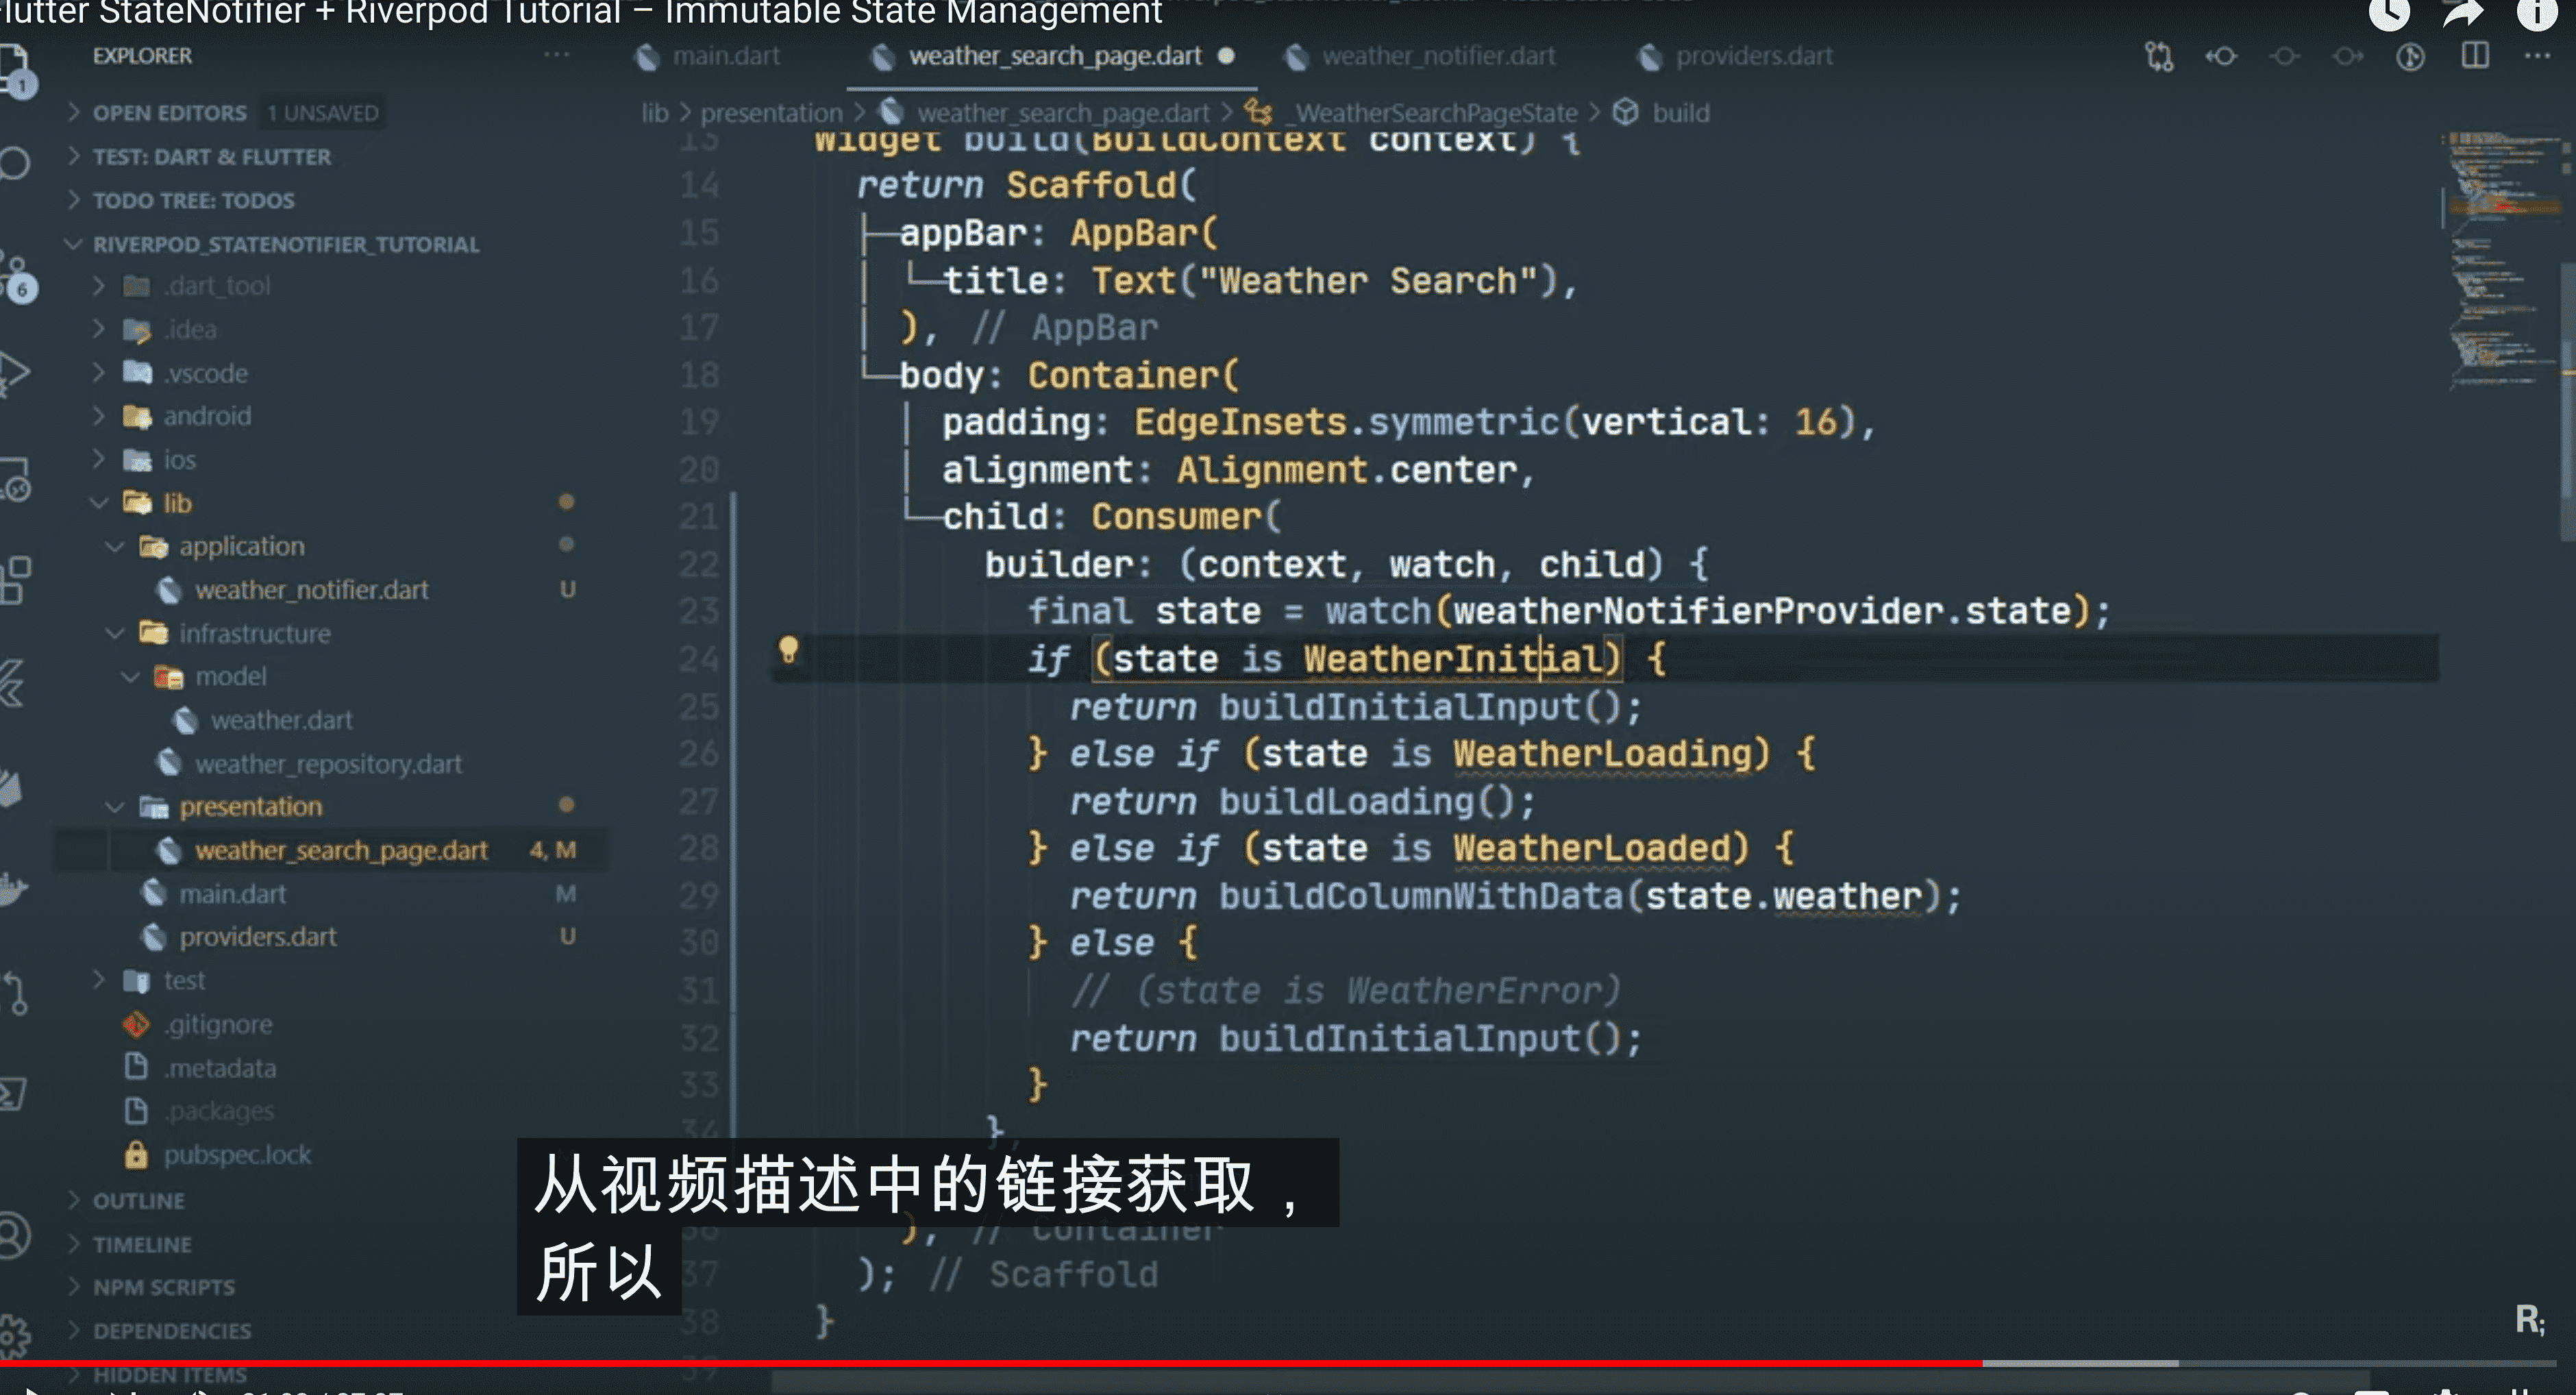 Flutter StateNotifier + Riverpod Tutorial – Immutable State Management
EXPLORER
1
OPEN EDITORS 1 UNSAVED
TEST: DART & FLUTTER
TODO TREE: TODOS
RIVERPOD_STATENOTIFIER_TUTORIAL
6
.dart_tool
.idea
.vscode
android
ios
lib
application
weather_notifier.dart U
infrastructure
model
weather.dart
weather_repository.dart
presentation
weather_search_page.dart 4, M
main.dart M
providers.dart U
test
.gitignore
.metadata
.packages
pubspec.lock
OUTLINE
TIMELINE
NPM SCRIPTS
DEPENDENCIES
HIDDEN ITEMS
main.dart weather_search_page.dart weather_notifier.dart providers.dart
lib > presentation > weather_search_page.dart > _WeatherSearchPageState > build
13 Widget build(BuildContext context) {
14 return Scaffold(
15 appBar: AppBar(
16 title: Text("Weather Search"),
17 ), // AppBar
18 body: Container(
19 padding: EdgeInsets.symmetric(vertical: 16),
20 alignment: Alignment.center,
21 child: Consumer(
22 builder: (context, watch, child) {
23 final state = watch(weatherNotifierProvider.state);
24 if (state is WeatherInitial) {
25 return buildInitialInput();
26 } else if (state is WeatherLoading) {
27 return buildLoading();
28 } else if (state is WeatherLoaded) {
29 return buildColumnWithData(state.weather);
30 } else {
31 // (state is WeatherError)
32 return buildInitialInput();
33 }
34 },
36 ), // Container
37 ); // Scaffold
38 }
39
从视频描述中的链接获取，
所以
R;